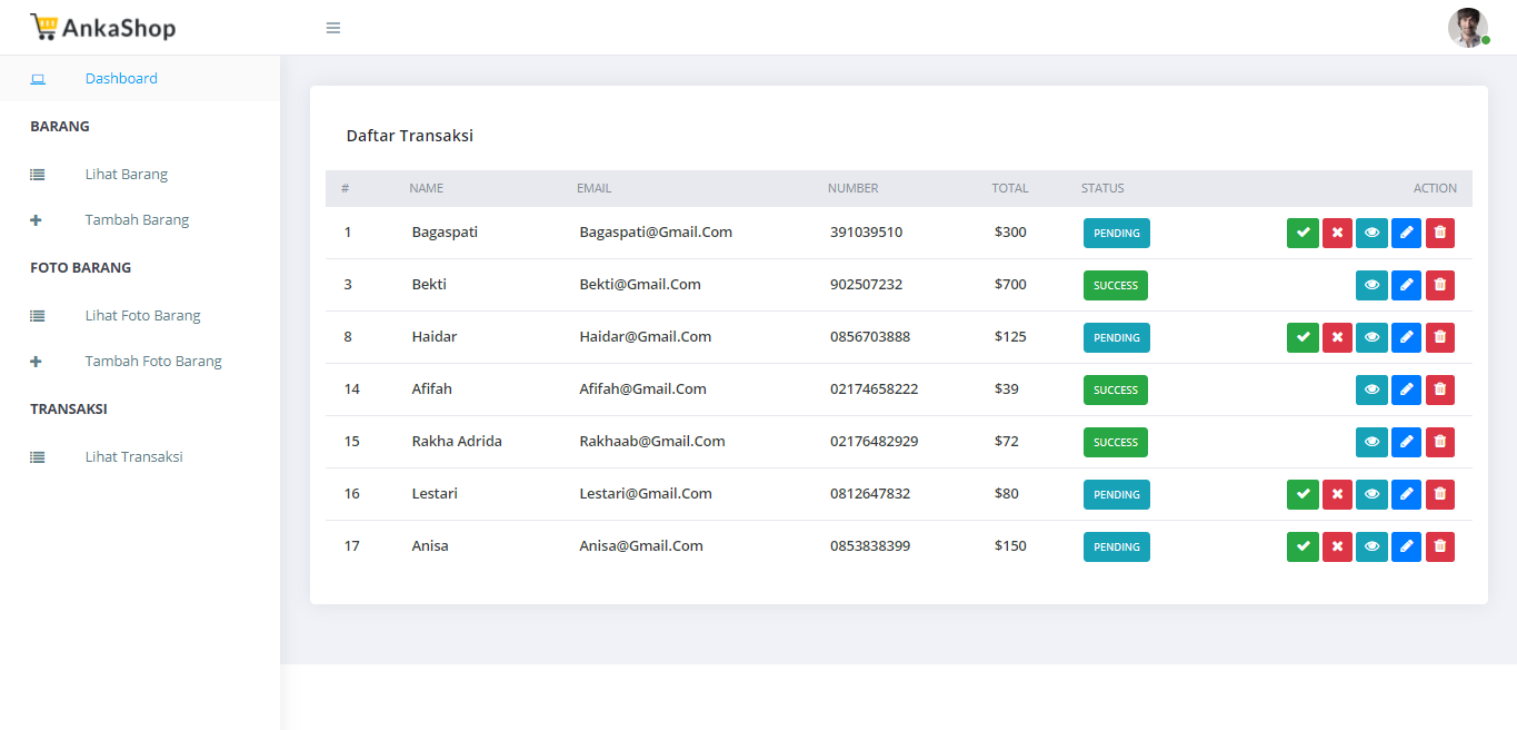 AnkaShop
Dashboard
BARANG
Lihat Barang
Tambah Barang
FOTO BARANG
Lihat Foto Barang
Tambah Foto Barang
TRANSAKSI
Lihat Transaksi
Daftar Transaksi
# NAME EMAIL NUMBER TOTAL STATUS ACTION
1 Bagaspati Bagaspati@Gmail.Com 391039510 $300 PENDING
3 Bekti Bekti@Gmail.Com 902507232 $700 SUCCESS
8 Haidar Haidar@Gmail.Com 0856703888 $125 PENDING
14 Afifah Afifah@Gmail.Com 02174658222 $39 SUCCESS
15 Rakha Adrida Rakhaab@Gmail.Com 02176482929 $72 SUCCESS
16 Lestari Lestari@Gmail.Com 0812647832 $80 PENDING
17 Anisa Anisa@Gmail.Com 0853838399 $150 PENDING